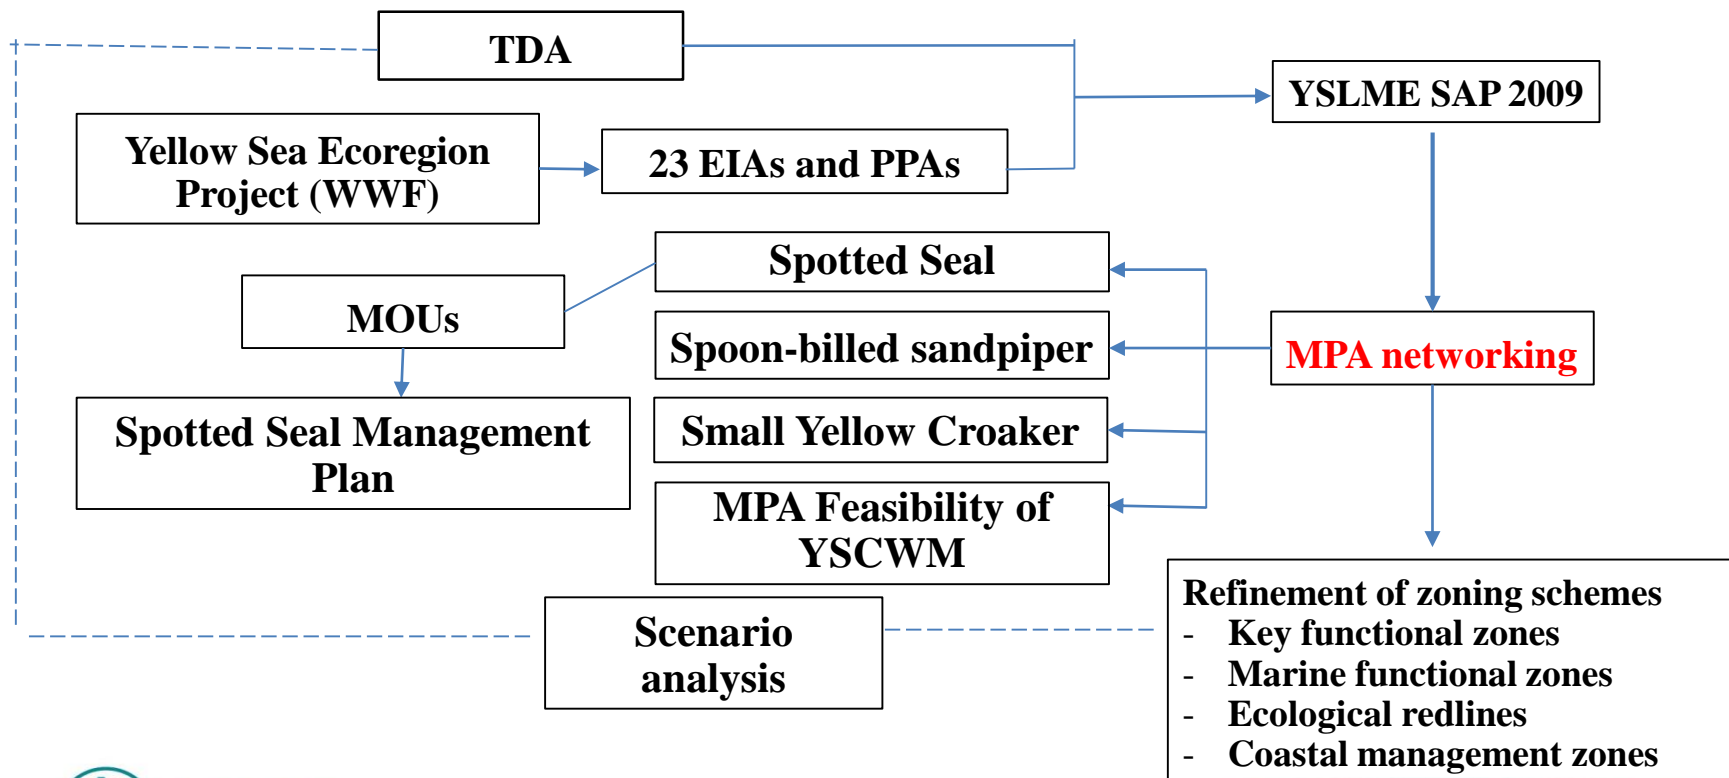 TDA
YSLME SAP 2009
Yellow Sea Ecoregion
Project (WWF)
23 EIAs and PPAs
Spotted Seal
MOUs
Spoon-billed sandpiper
MPA networking
Spotted Seal Management
Plan
Small Yellow Croaker
MPA Feasibility of
YSCWM
Scenario
analysis
Refinement of zoning schemes
- Key functional zones
- Marine functional zones
- Ecological redlines
- Coastal management zones